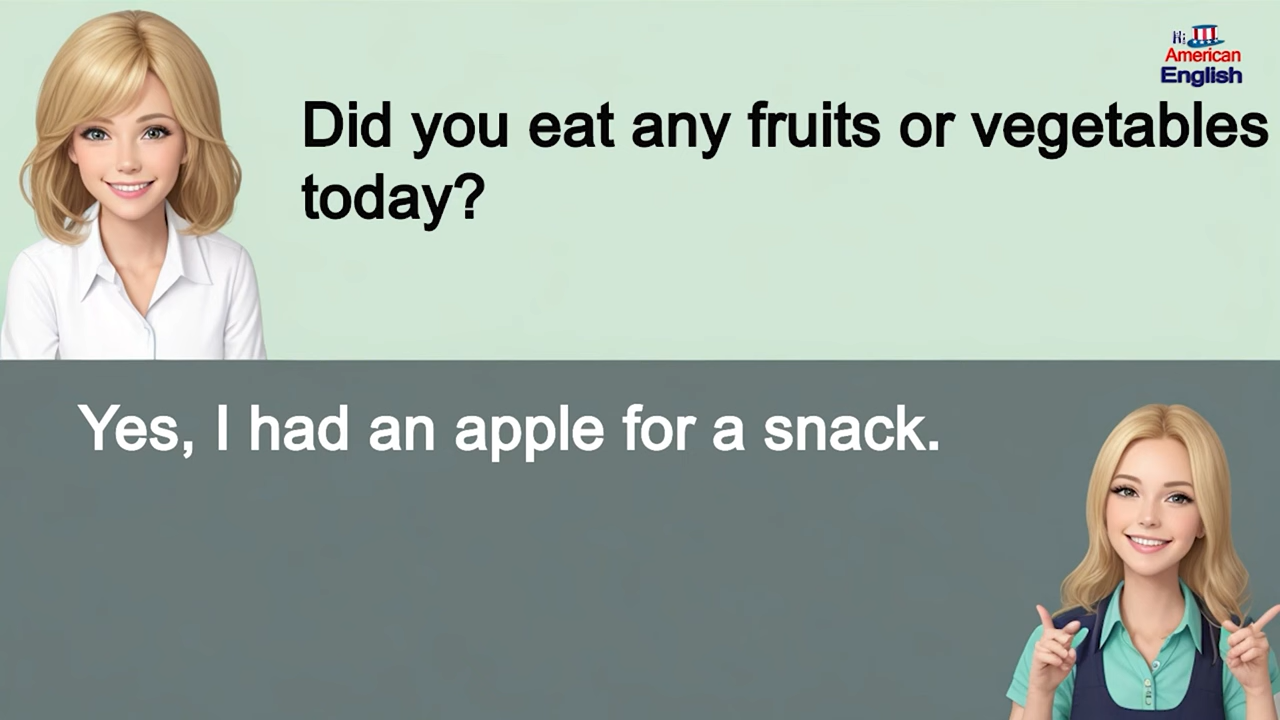 Hi
American
English
Did you eat any fruits or vegetables
today?
Yes, I had an apple for a snack.